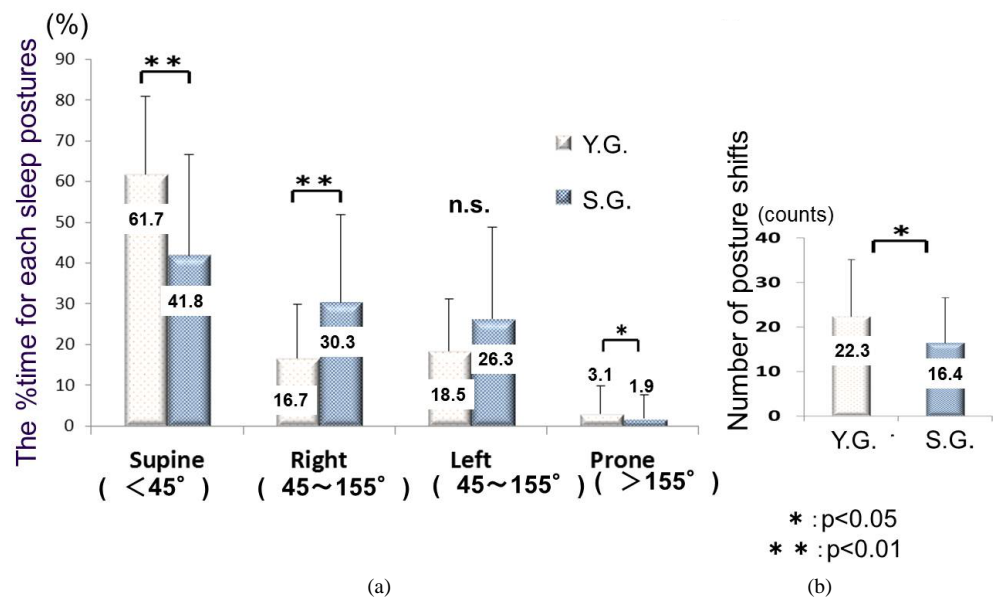 (%)
The %time for each sleep postures
90
80
70
60
50
40
30
20
10
0
**
61.7
41.8
**
16.7
30.3
n.s.
18.5
26.3
*
3.1
1.9
Y.G.
S.G.
Supine
( <45° )
Right
( 45～155° )
Left
( 45～155° )
Prone
( >155° )
(a)
Number of posture shifts
(counts)
40
30
20
10
0
*
22.3
16.4
Y.G.
S.G.
* : p<0.05
* * : p<0.01
(b)